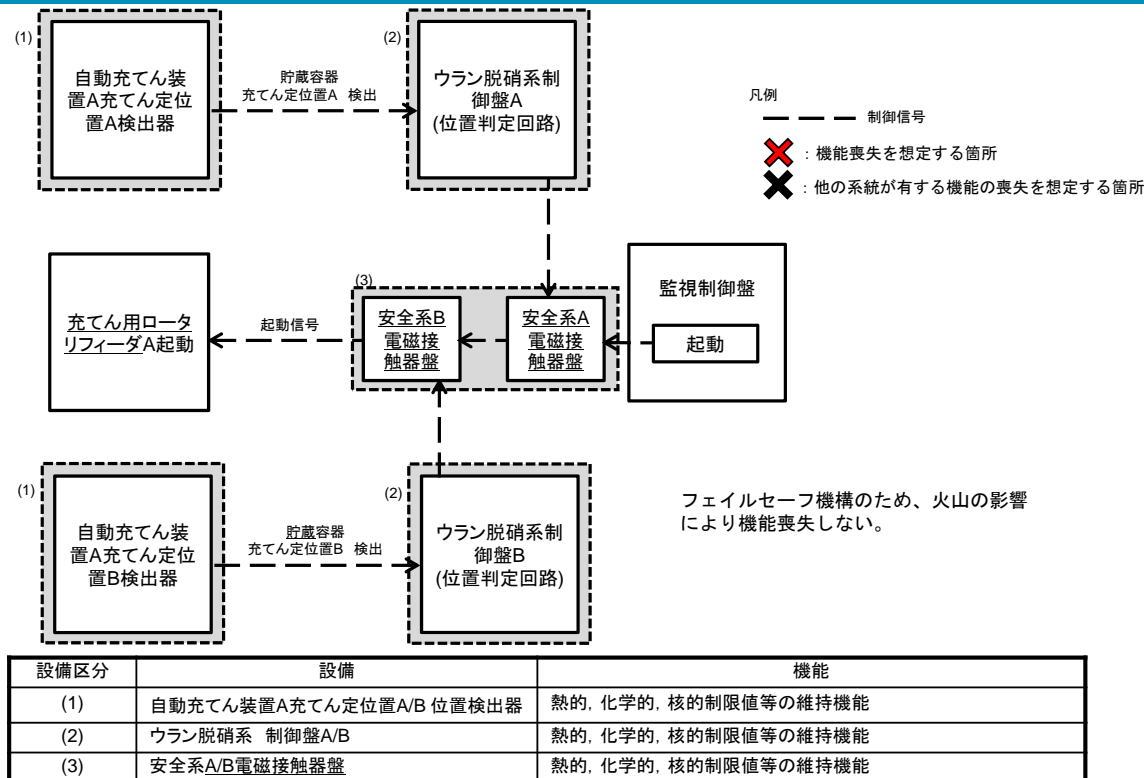 (1)
自動充てん装
置A充てん定位
置A検出器
貯蔵容器
充てん定位置A 検出
(2)
ウラン脱硝系制
御盤A
(位置判定回路)
凡例
制御信号
：機能喪失を想定する箇所
：他の系統が有する機能の喪失を想定する箇所
充てん用ロータ
リフィーダA起動
起動信号
(3)
安全系B
電磁接
触器盤
安全系A
電磁接
触器盤
監視制御盤
起動
(1)
自動充てん装
置A充てん定位
置B検出器
貯蔵容器
充てん定位置B 検出
(2)
ウラン脱硝系制
御盤B
(位置判定回路)
フェイルセーフ機構のため、火山の影響
により機能喪失しない。
設備区分 設備 機能
(1) 自動充てん装置A充てん定位置A/B 位置検出器 熱的, 化学的, 核的制限値等の維持機能
(2) ウラン脱硝系 制御盤A/B 熱的, 化学的, 核的制限値等の維持機能
(3) 安全系A/B電磁接触器盤 熱的, 化学的, 核的制限値等の維持機能